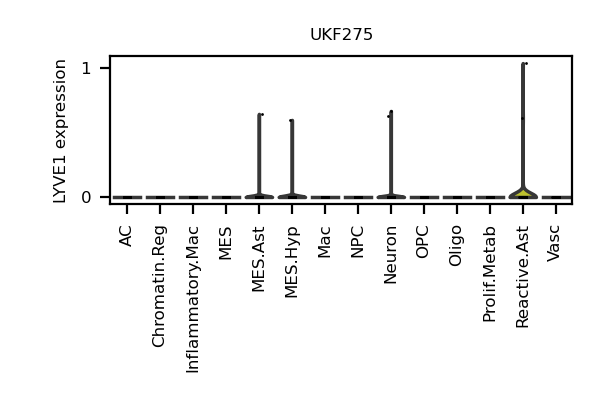 UKF275
LYVE1 expression
1
0
AC
Chromatin.Reg
Inflammatory.Mac
MES
MES.Ast
MES.Hyp
Mac
NPC
Neuron
OPC
Oligo
Prolif.Metab
Reactive.Ast
Vasc